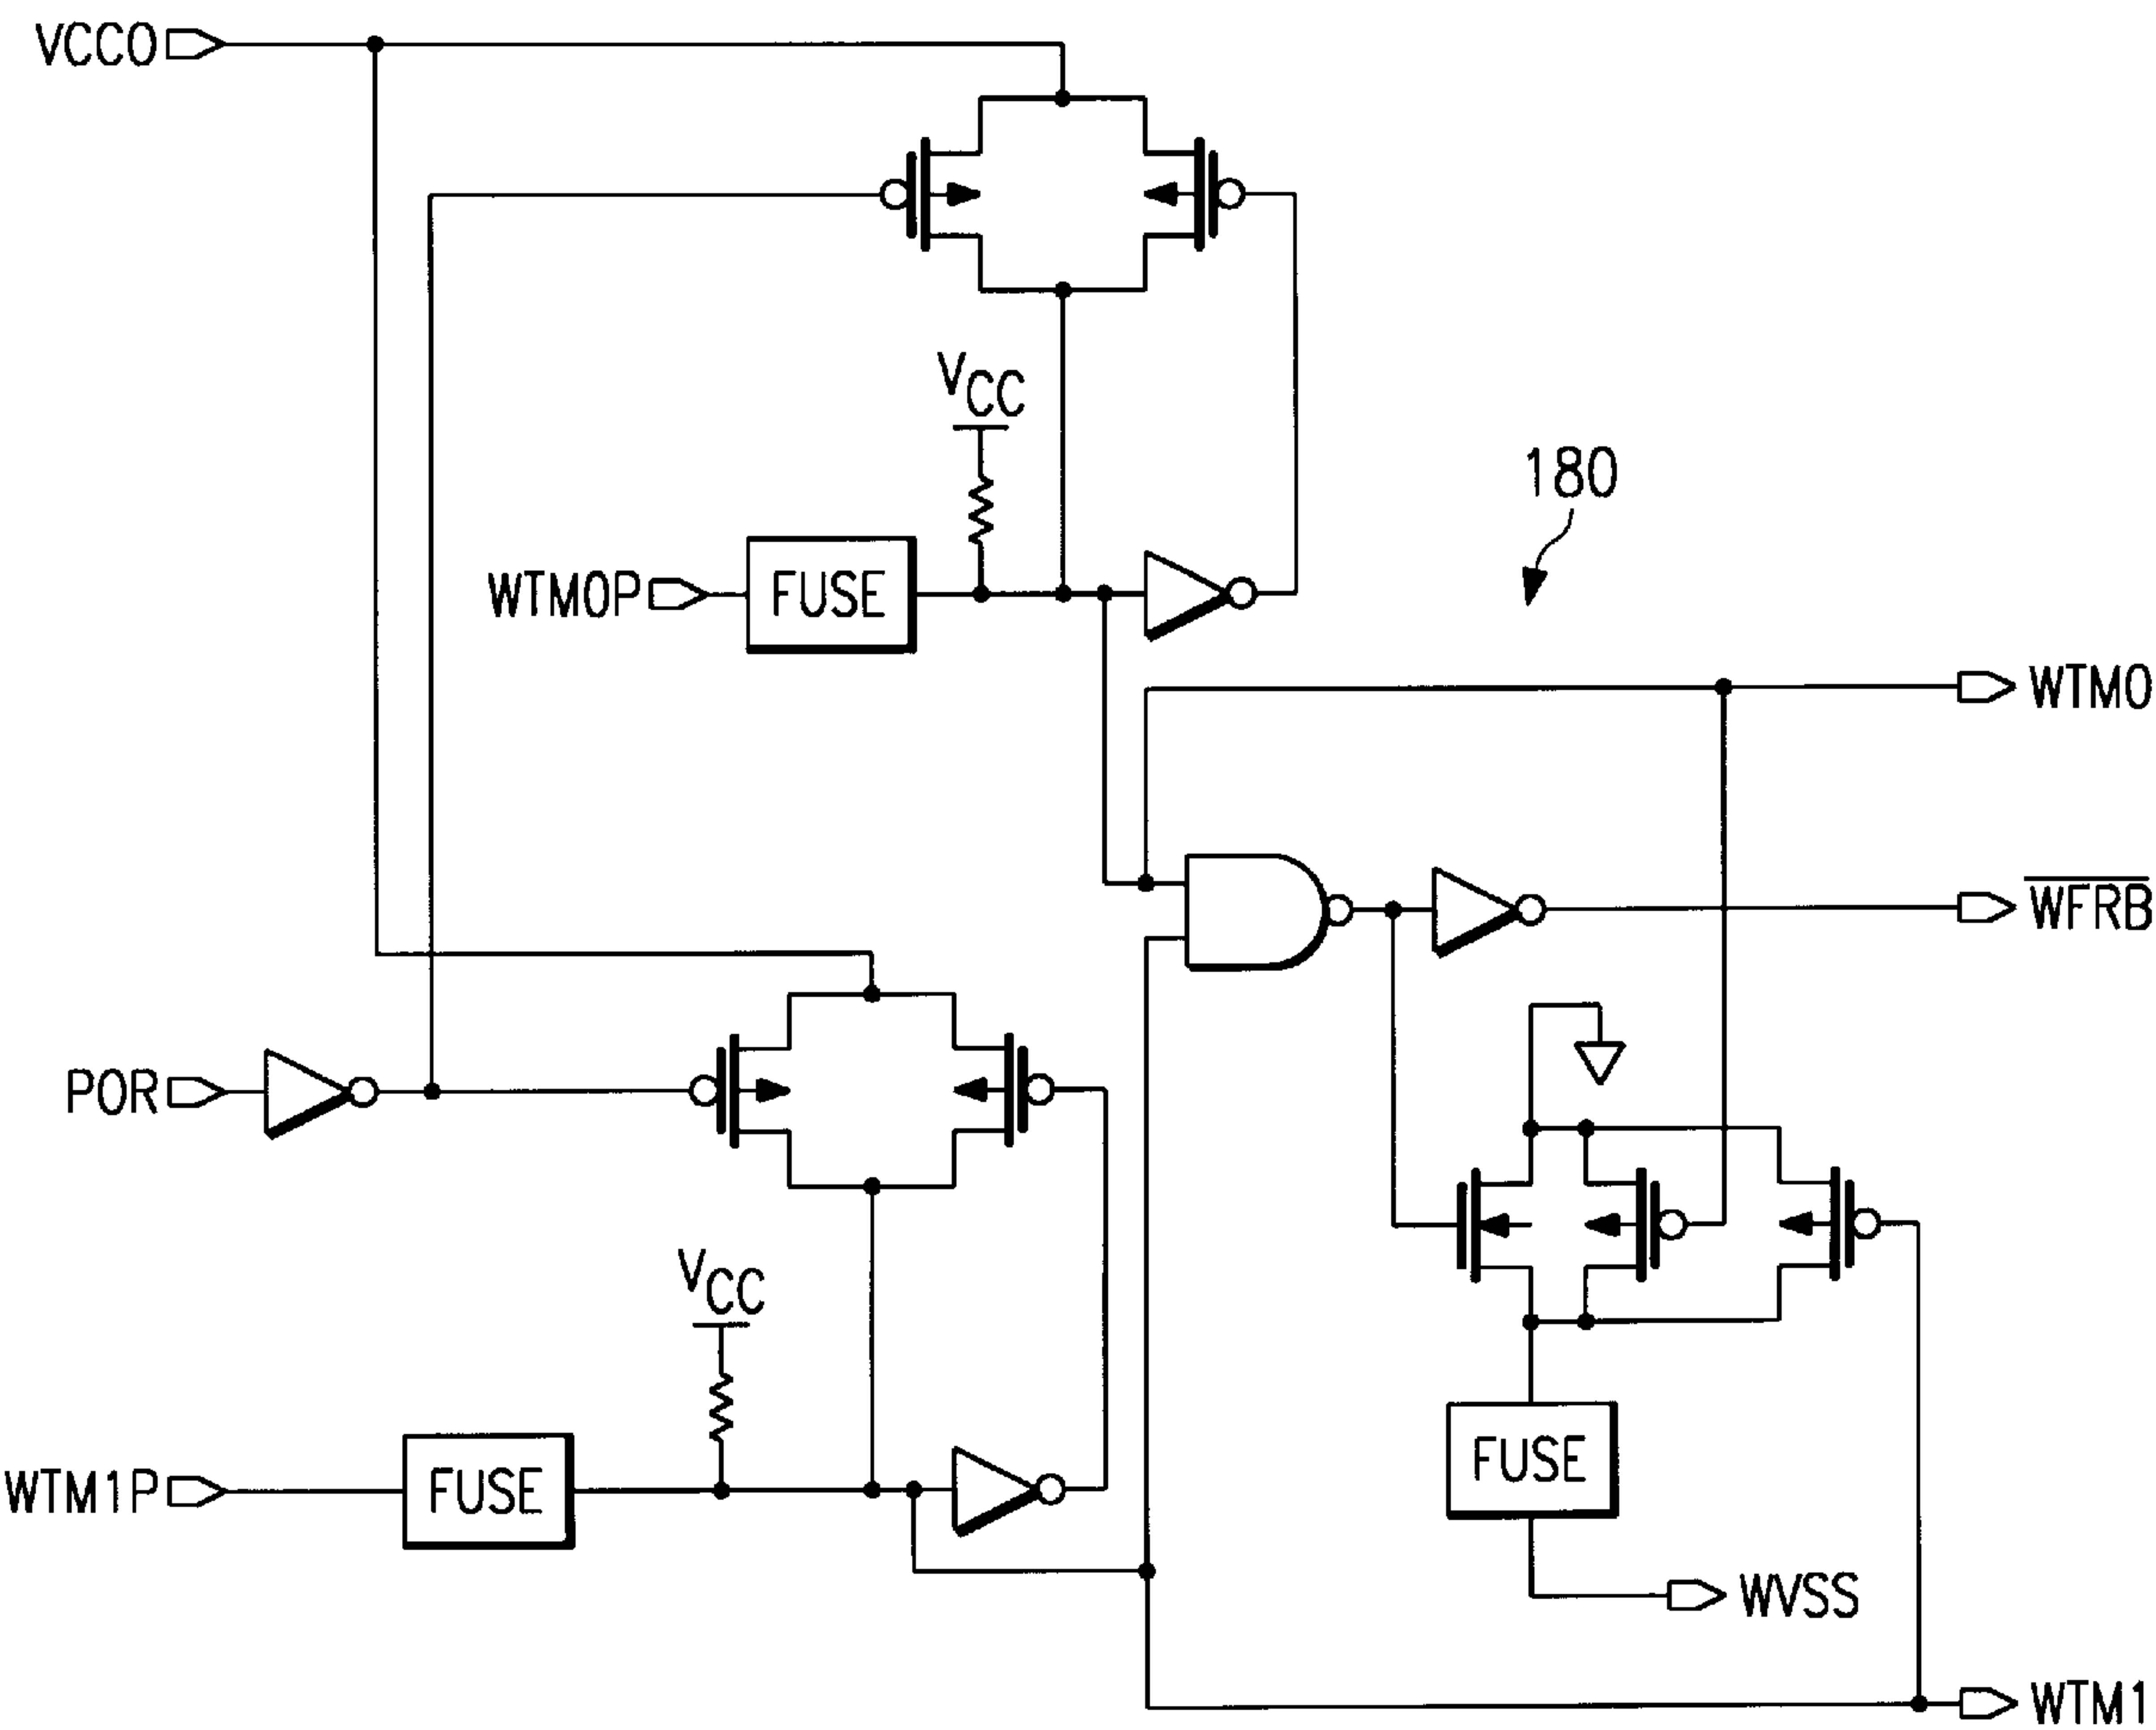 VCCO
VCC
180
WTM0P
FUSE
WTM0
WFRB
POR
VCC
WTM1P
FUSE
FUSE
WVSS
WTM1